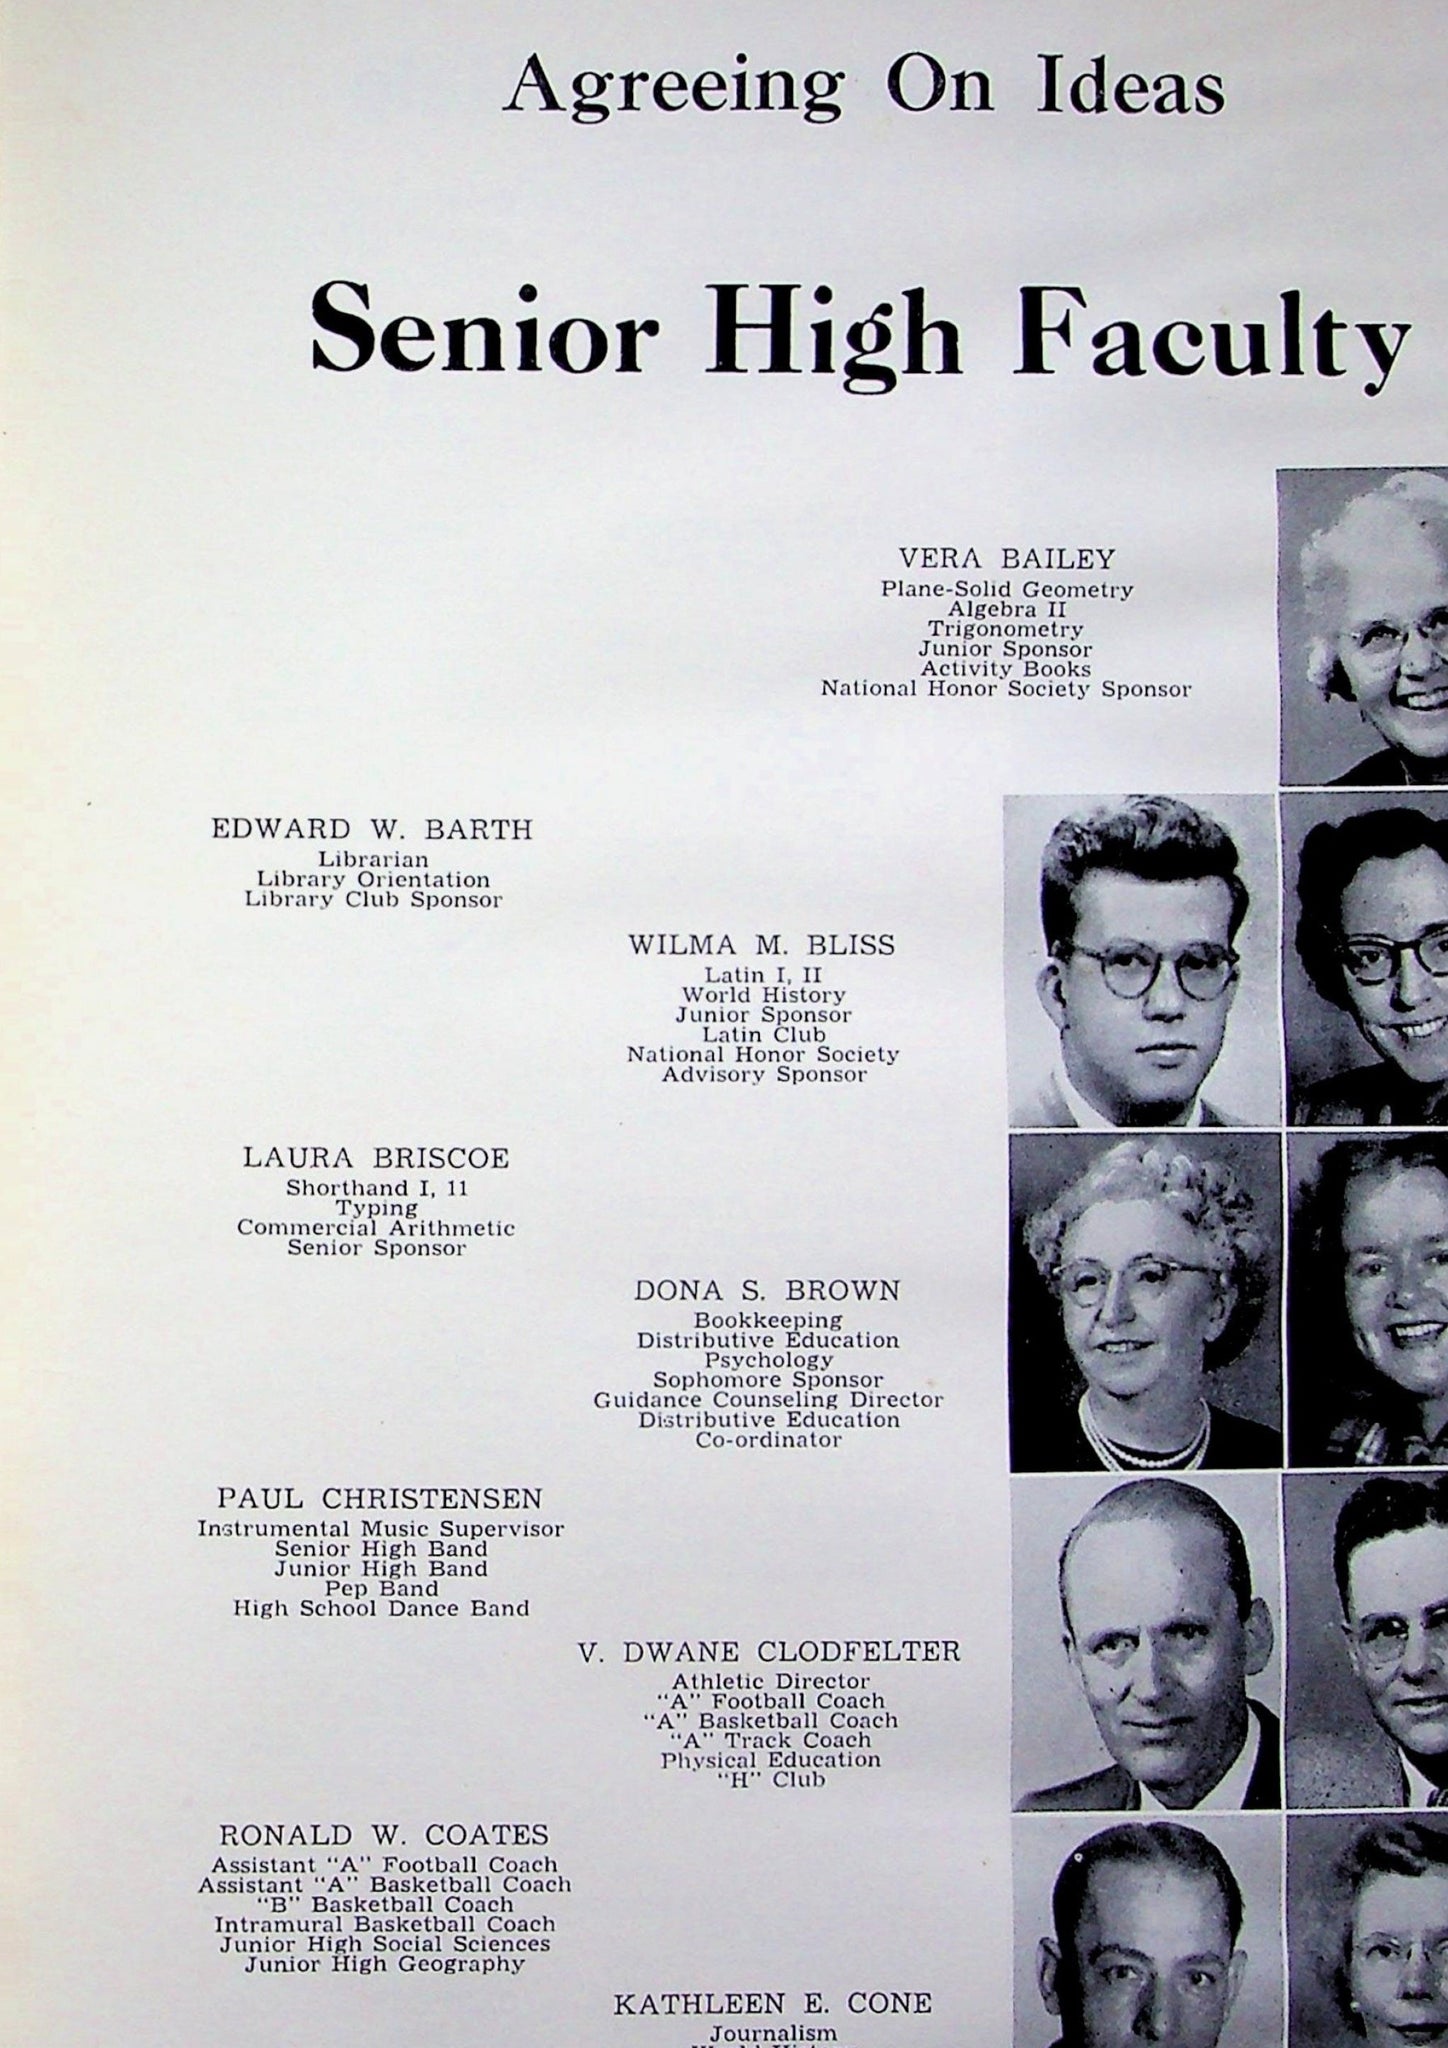 Agreeing On Ideas
Senior High Faculty
VERA BAILEY
Plane-Solid Geometry
Algebra II
Trigonometry
Junior Sponsor
Activity Books
National Honor Society Sponsor
EDWARD W. BARTH
Librarian
Library Orientation
Library Club Sponsor
WILMA M. BLISS
Latin I, II
World History
Junior Sponsor
Latin Club
National Honor Society
Advisory Sponsor
LAURA BRISCOE
Shorthand I, 11
Typing
Commercial Arithmetic
Senior Sponsor
DONA S. BROWN
Bookkeeping
Distributive Education
Psychology
Sophomore Sponsor
Guidance Counseling Director
Distributive Education
Co-ordinator
PAUL CHRISTENSEN
Instrumental Music Supervisor
Senior High Band
Junior High Band
Pep Band
High School Dance Band
V. DWANE CLODFELTER
Athletic Director
"A" Football Coach
"A" Basketball Coach
"A" Track Coach
Physical Education
"H" Club
RONALD W. COATES
Assistant "A" Football Coach
Assistant "A" Basketball Coach
"B" Basketball Coach
Intramural Basketball Coach
Junior High Social Sciences
Junior High Geography
KATHLEEN E. CONE
Journalism